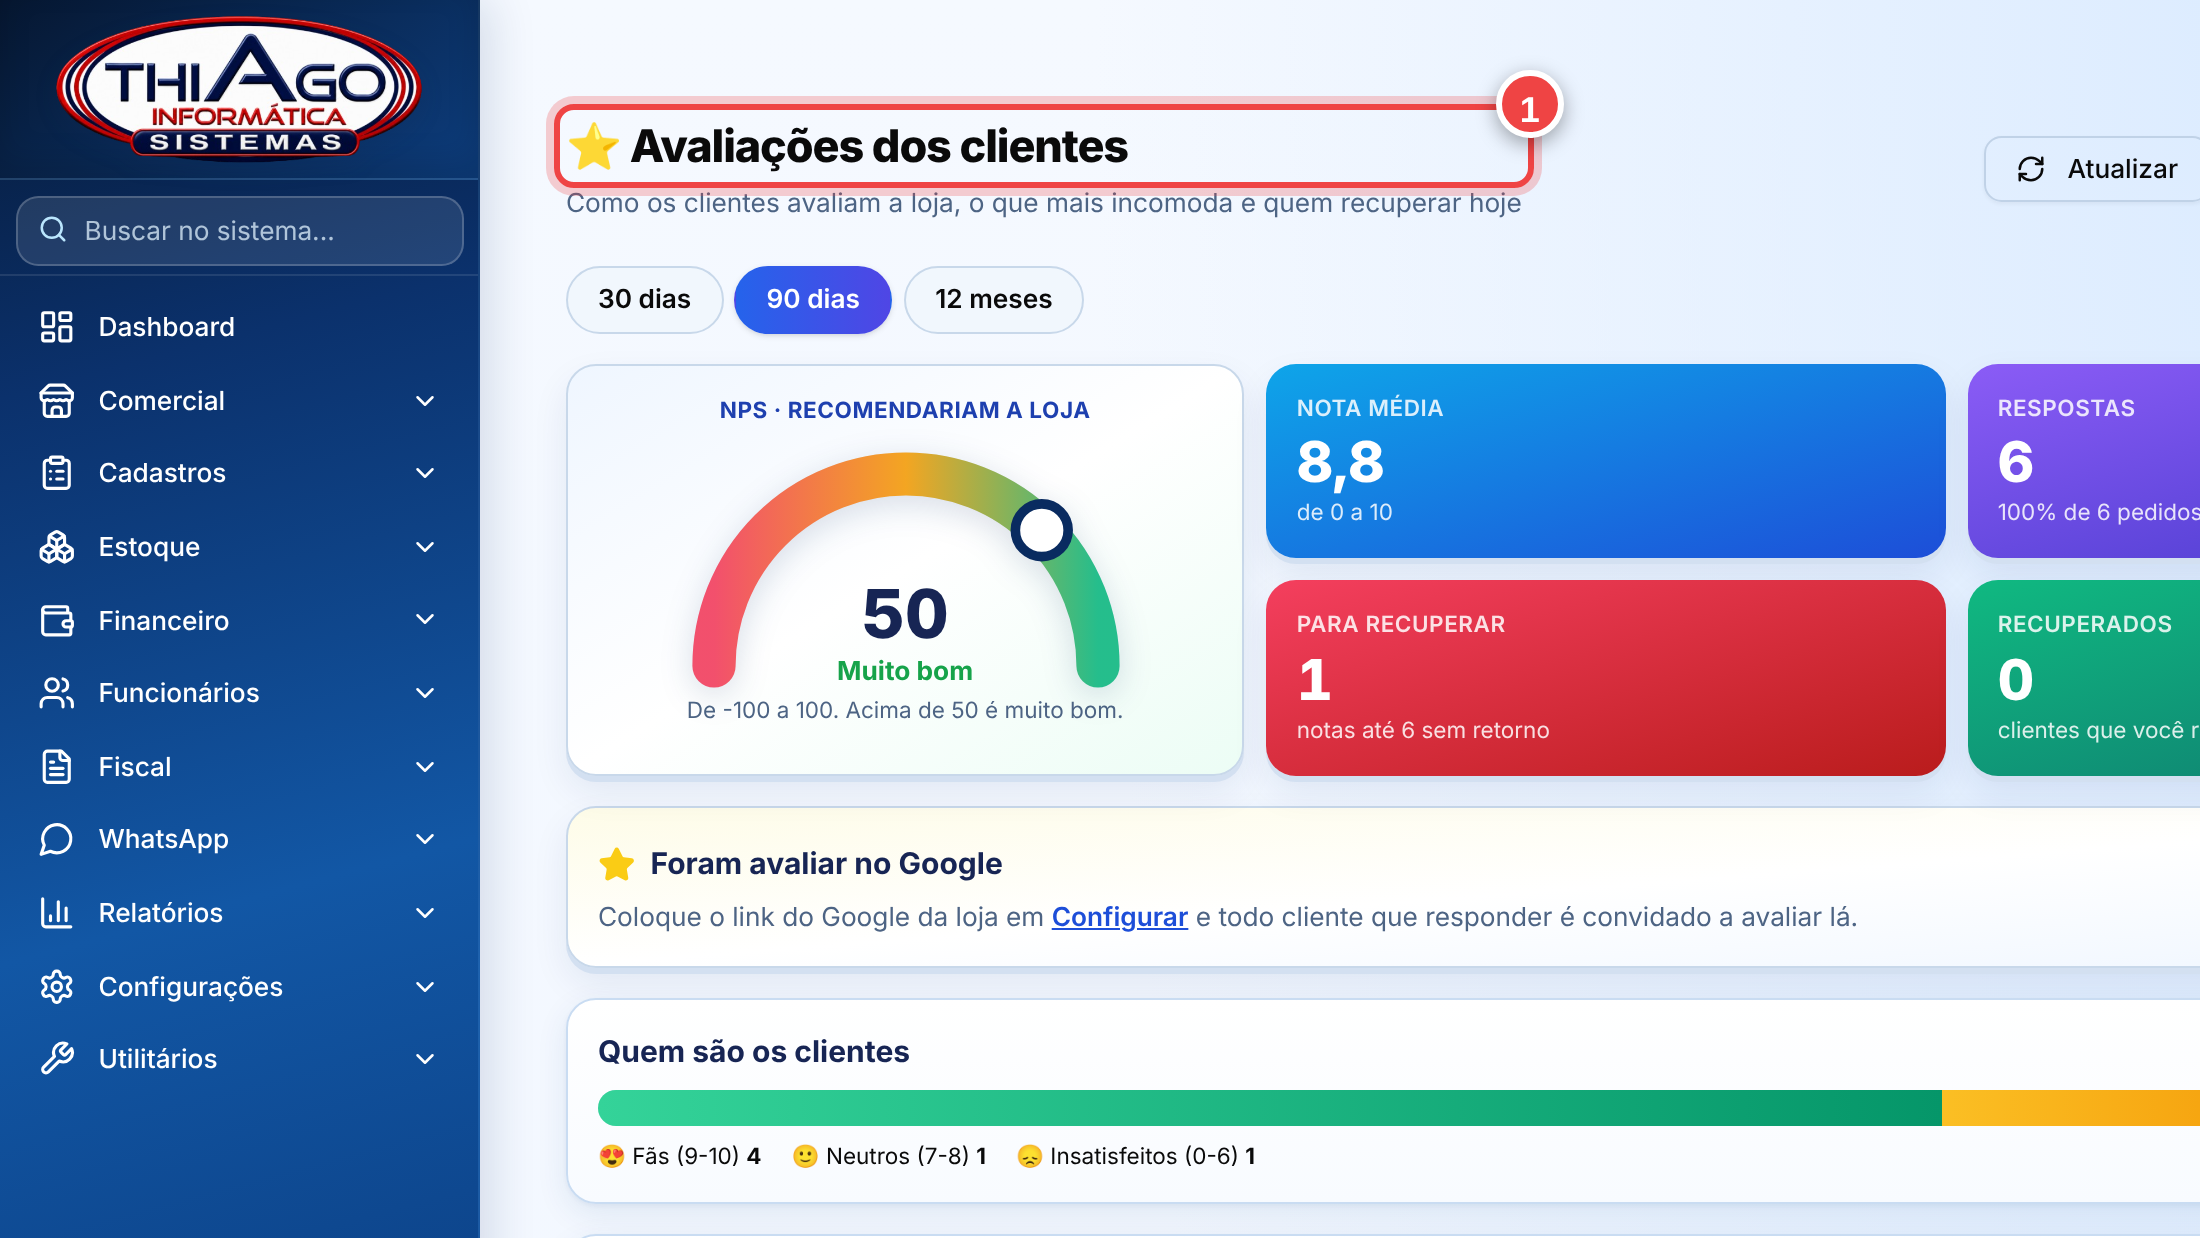 THIAGO
INFORMÁTICA
SISTEMAS
Buscar no sistema...
Dashboard
Comercial
Cadastros
Estoque
Financeiro
Funcionários
Fiscal
WhatsApp
Relatórios
Configurações
Utilitários
1
⭐ Avaliações dos clientes
Como os clientes avaliam a loja, o que mais incomoda e quem recuperar hoje
Atualizar
30 dias
90 dias
12 meses
NPS · RECOMENDARIAM A LOJA
50
Muito bom
De -100 a 100. Acima de 50 é muito bom.
NOTA MÉDIA
8,8
de 0 a 10
RESPOSTAS
6
100% de 6 pedidos
PARA RECUPERAR
1
notas até 6 sem retorno
RECUPERADOS
0
clientes que você r
Foram avaliar no Google
Coloque o link do Google da loja em Configurar e todo cliente que responder é convidado a avaliar lá.
Quem são os clientes
😍 Fãs (9-10) 4
🙂 Neutros (7-8) 1
😞 Insatisfeitos (0-6) 1